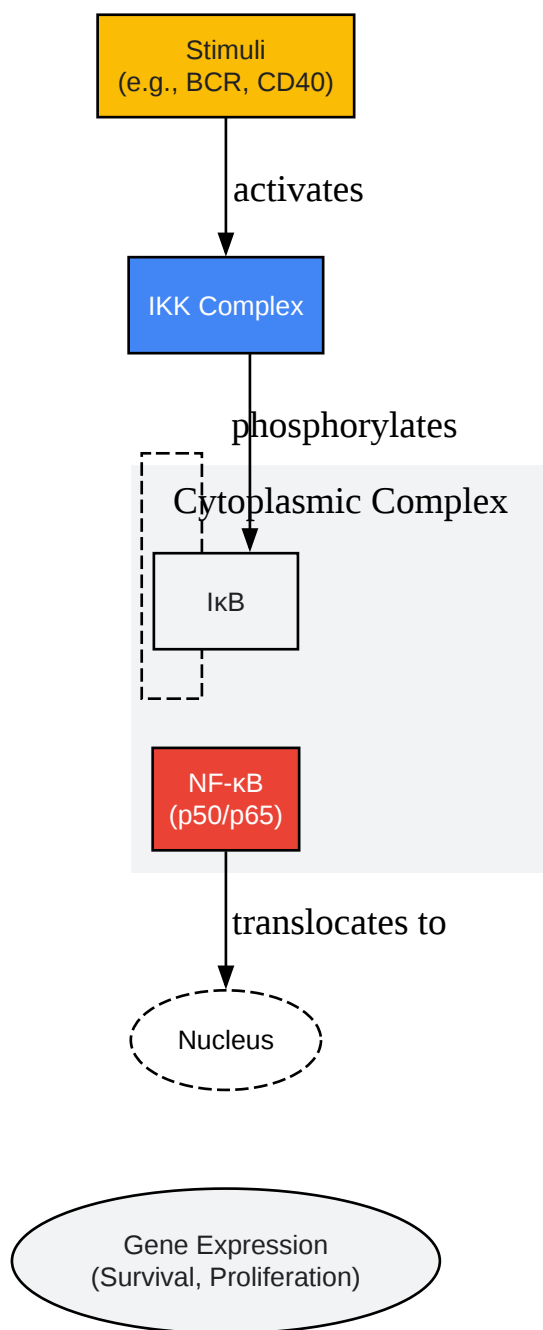 Stimuli
(e.g., BCR, CD40)
activates
IKK Complex
phosphorylates
Cytoplasmic Complex
IκB
NF-κB
(p50/p65)
translocates to
Nucleus
Gene Expression
(Survival, Proliferation)